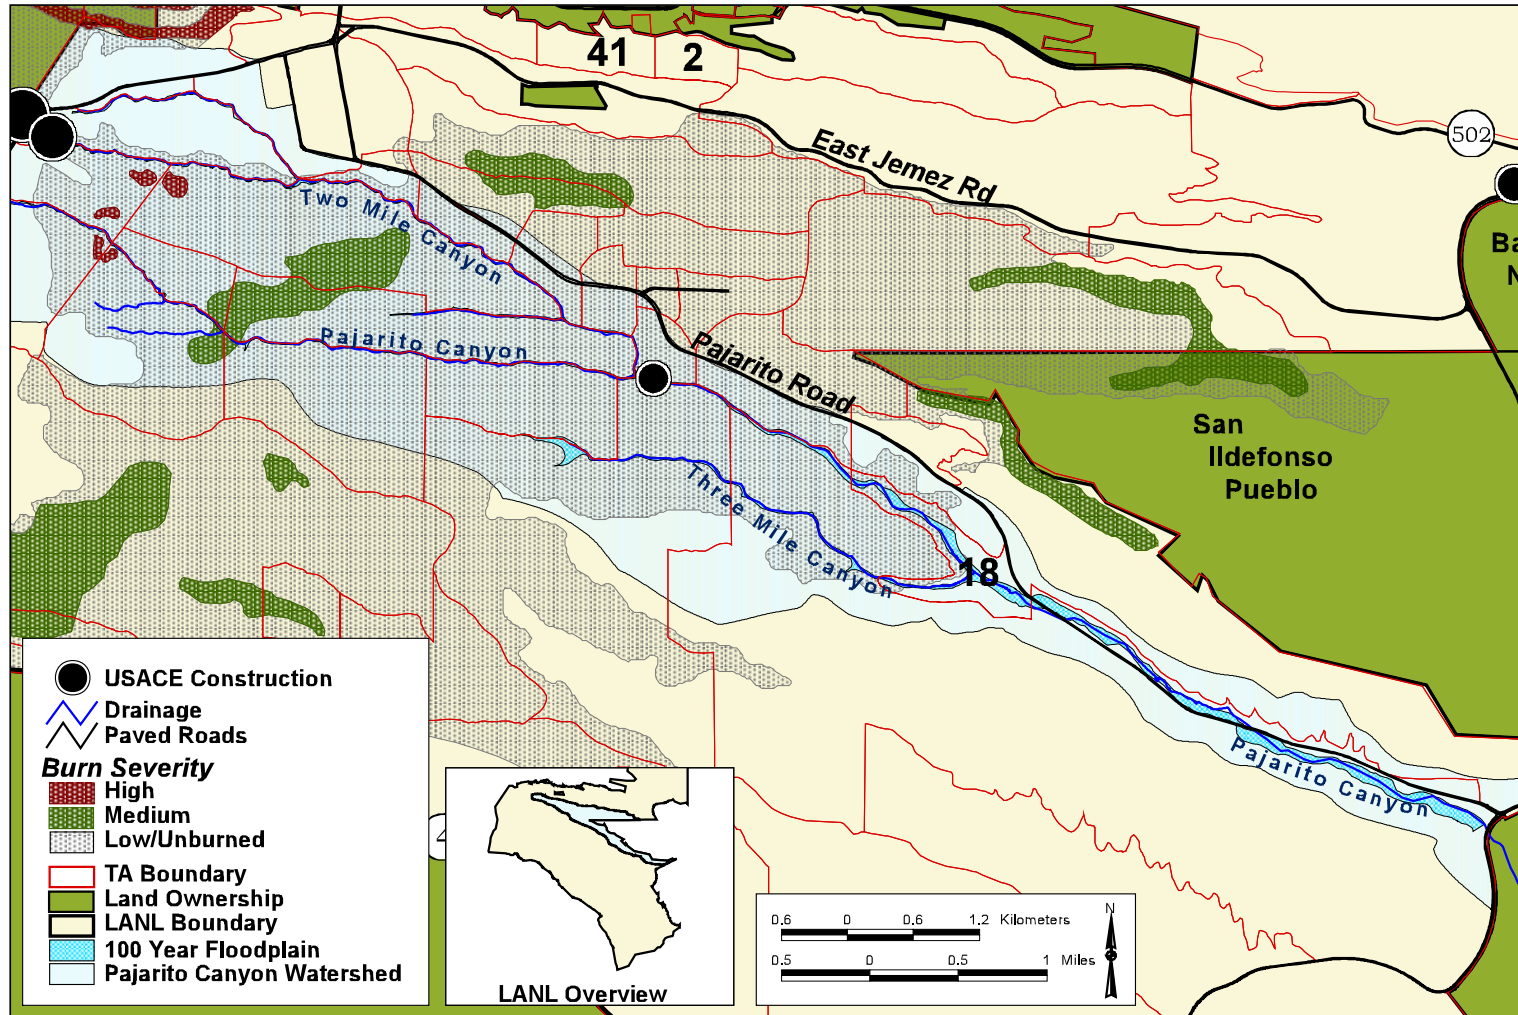 41
2
502
East Jemez Rd
Two Mile Canyon
Ba
N
Pajarito Canyon
Pajarito Road
San
Ildefonso
Pueblo
Three Mile Canyon
18
Pajarito Canyon
USACE Construction
Drainage
Paved Roads
Burn Severity
High
Medium
Low/Unburned
TA Boundary
Land Ownership
LANL Boundary
100 Year Floodplain
Pajarito Canyon Watershed
4
LANL Overview
0.6 0 0.6 1.2 Kilometers
0.5 0 0.5 1 Miles
N